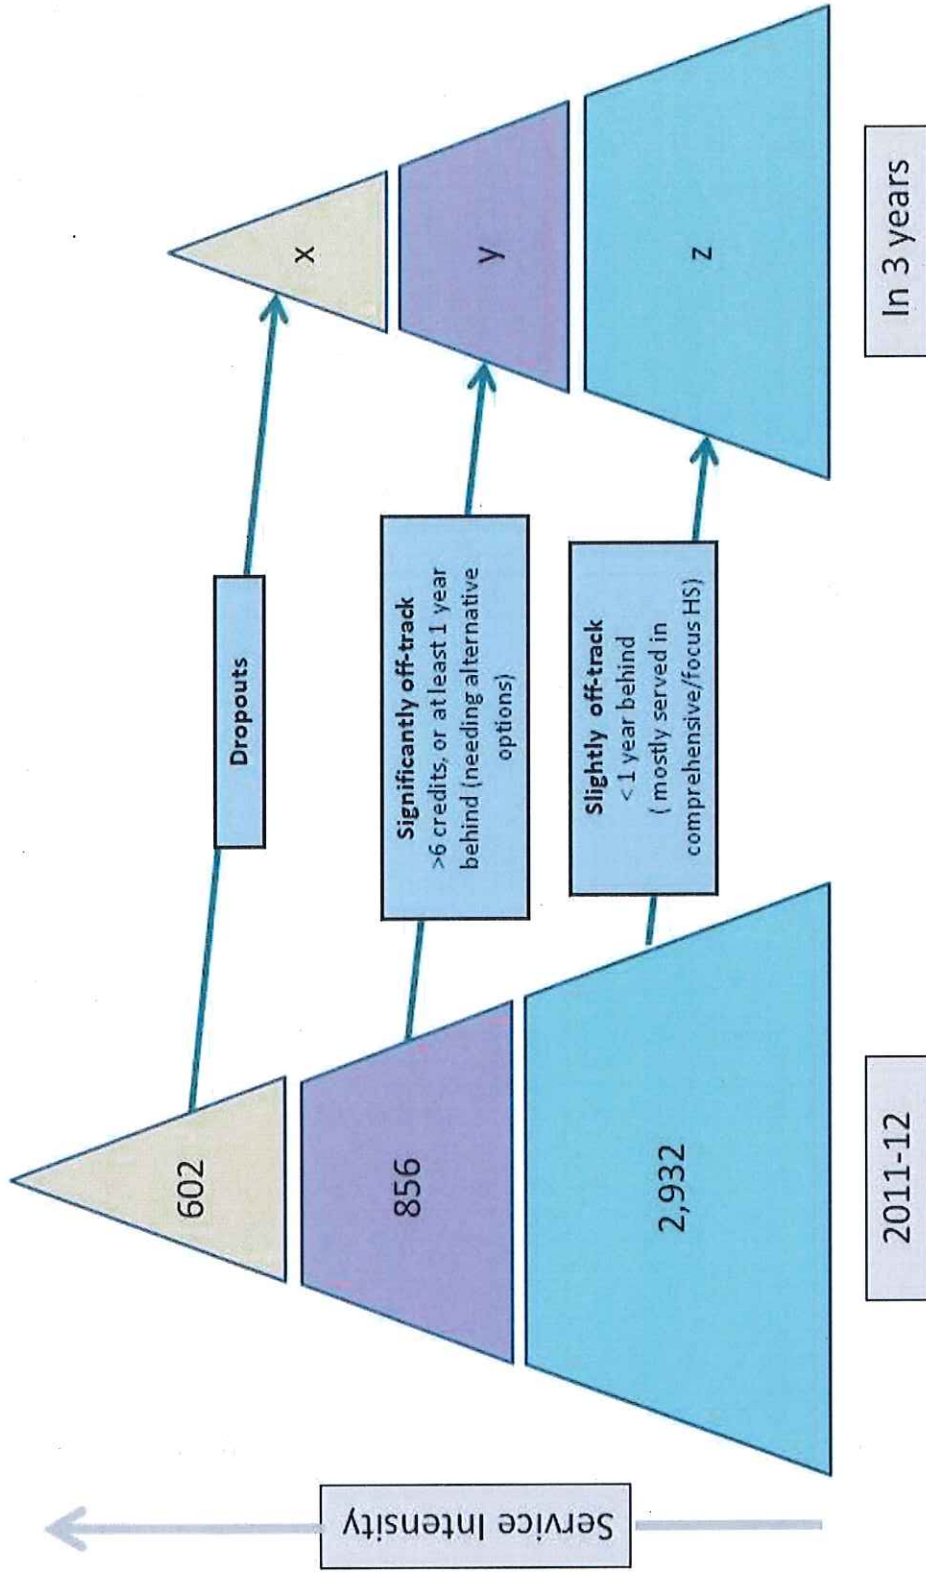 Service Intensity
602
856
2,932
2011-12
Dropouts
Significantly off-track
>6 credits, or at least 1 year
behind (needing alternative
options)
Slightly off-track
< 1 year behind
( mostly served in
comprehensive/focus HS)
x
y
z
In 3 years